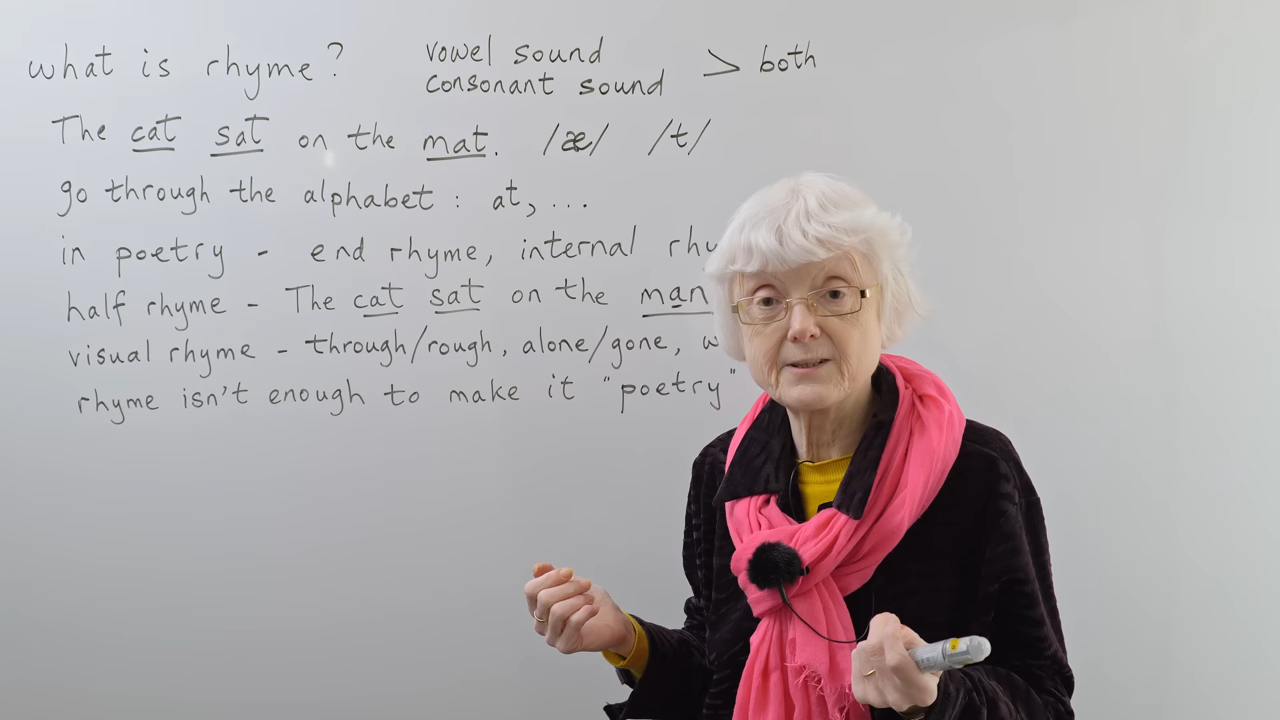 what is rhyme?
vowel sound
consonant sound
> both
The cat sat on the mat. /æ/ /t/
go through the alphabet : at, ...
in poetry - end rhyme, internal rhy
half rhyme - The cat sat on the man
visual rhyme - through/rough, alone/gone, w
rhyme isn't enough to make it "poetry"